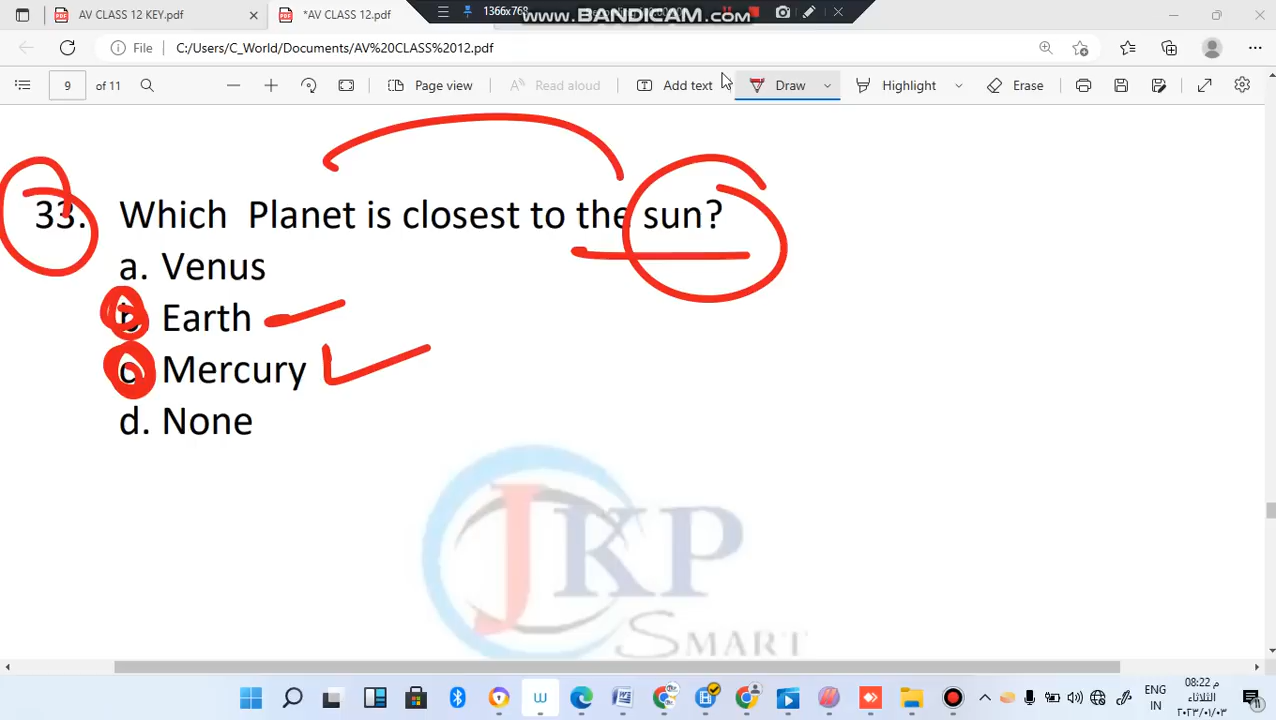 AV CLASS 12 KEY.pdf
*AV CLASS 12.pdf
1366x768
www.BANDICAM.com
File
C:/Users/C_World/Documents/AV%20CLASS%2012.pdf
9 of 11
Page view
Read aloud
Add text
Draw
Highlight
Erase
33. Which Planet is closest to the sun?
a. Venus
b. Earth
c. Mercury
d. None
JKP
SMART
ENG
IN
08:22 م
الثلاثاء